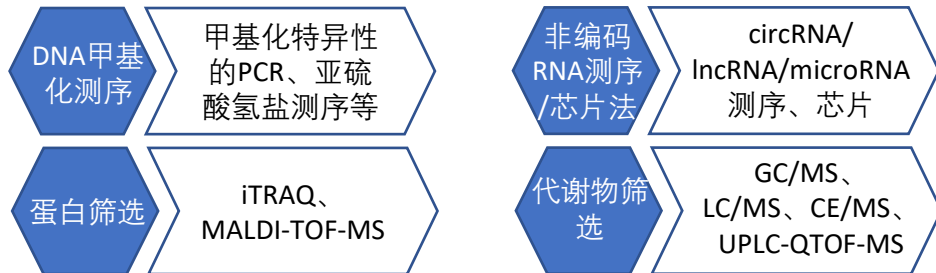 DNA甲基
化测序
甲基化特异性
的PCR、亚硫
酸氢盐测序等
非编码
RNA测序
/芯片法
circRNA/
lncRNA/microRNA
测序、芯片
蛋白筛选
iTRAQ、
MALDI-TOF-MS
代谢物筛
选
GC/MS、
LC/MS、CE/MS、
UPLC-QTOF-MS